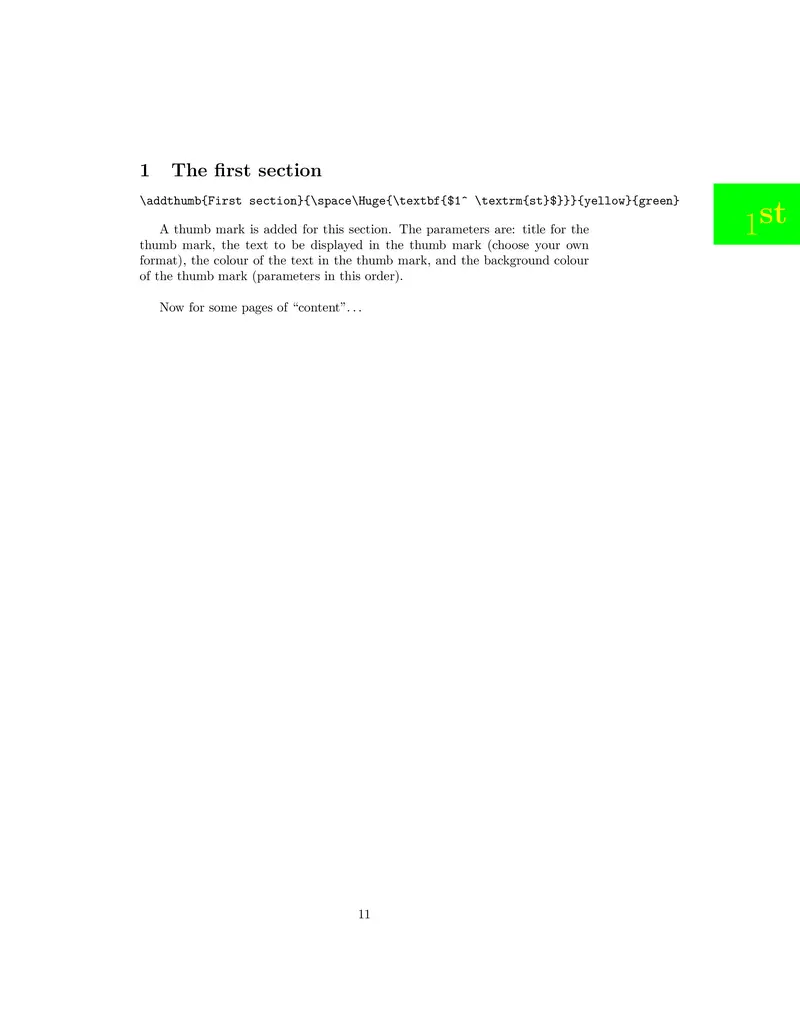 1 The first section
\addthumb{First section}{\space\Huge{\textbf{$1^ \textrm{st}$}}}{yellow}{green}
1st
A thumb mark is added for this section. The parameters are: title for the
thumb mark, the text to be displayed in the thumb mark (choose your own
format), the colour of the text in the thumb mark, and the background colour
of the thumb mark (parameters in this order).
Now for some pages of “content”...
11